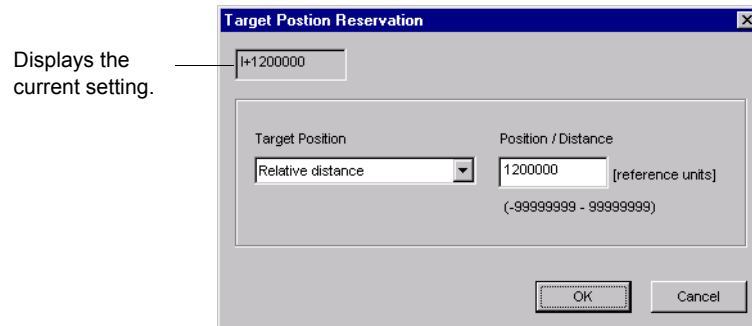 Target Postion Reservation
Displays the
current setting.
I+1200000
Target Position
Position / Distance
Relative distance
1200000
[reference units]
(-99999999 - 99999999)
OK
Cancel